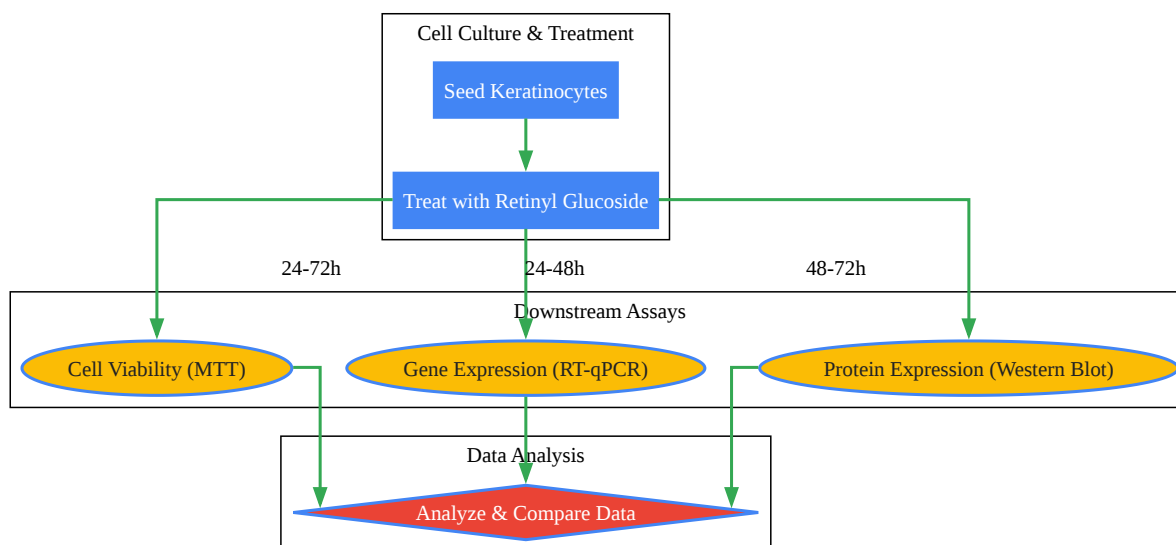 Cell Culture & Treatment
Seed Keratinocytes
Treat with Retinyl Glucoside
24-72h
24-48h
48-72h
Downstream Assays
Cell Viability (MTT)
Gene Expression (RT-qPCR)
Protein Expression (Western Blot)
Data Analysis
Analyze & Compare Data